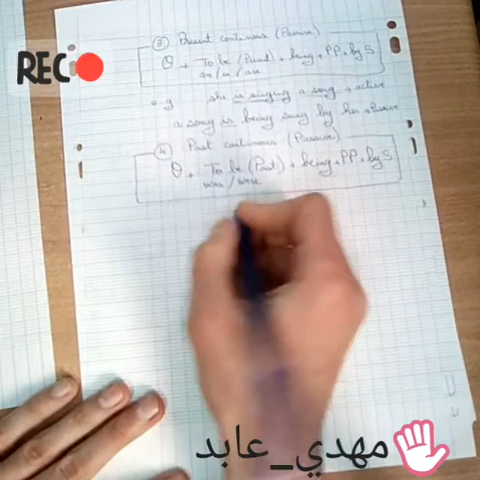 REC
③ Present continuous (Passive)
θ + To be (Present) + being + PP + by S
is / are
e.g she is singing a song → active
a song is being sung by her → Passive
④ Past continuous (Passive)
θ + To be (Past) + being + PP + by S
was / were
مهدي_عابد